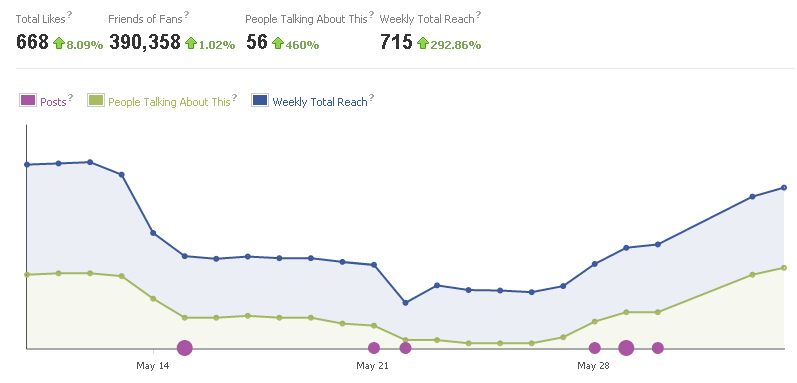 Total Likes? Friends of Fans? People Talking About This? Weekly Total Reach?
668 8.09% 390,358 1.02% 56 460% 715 292.86%
Posts? People Talking About This? Weekly Total Reach?
May 14 May 21 May 28